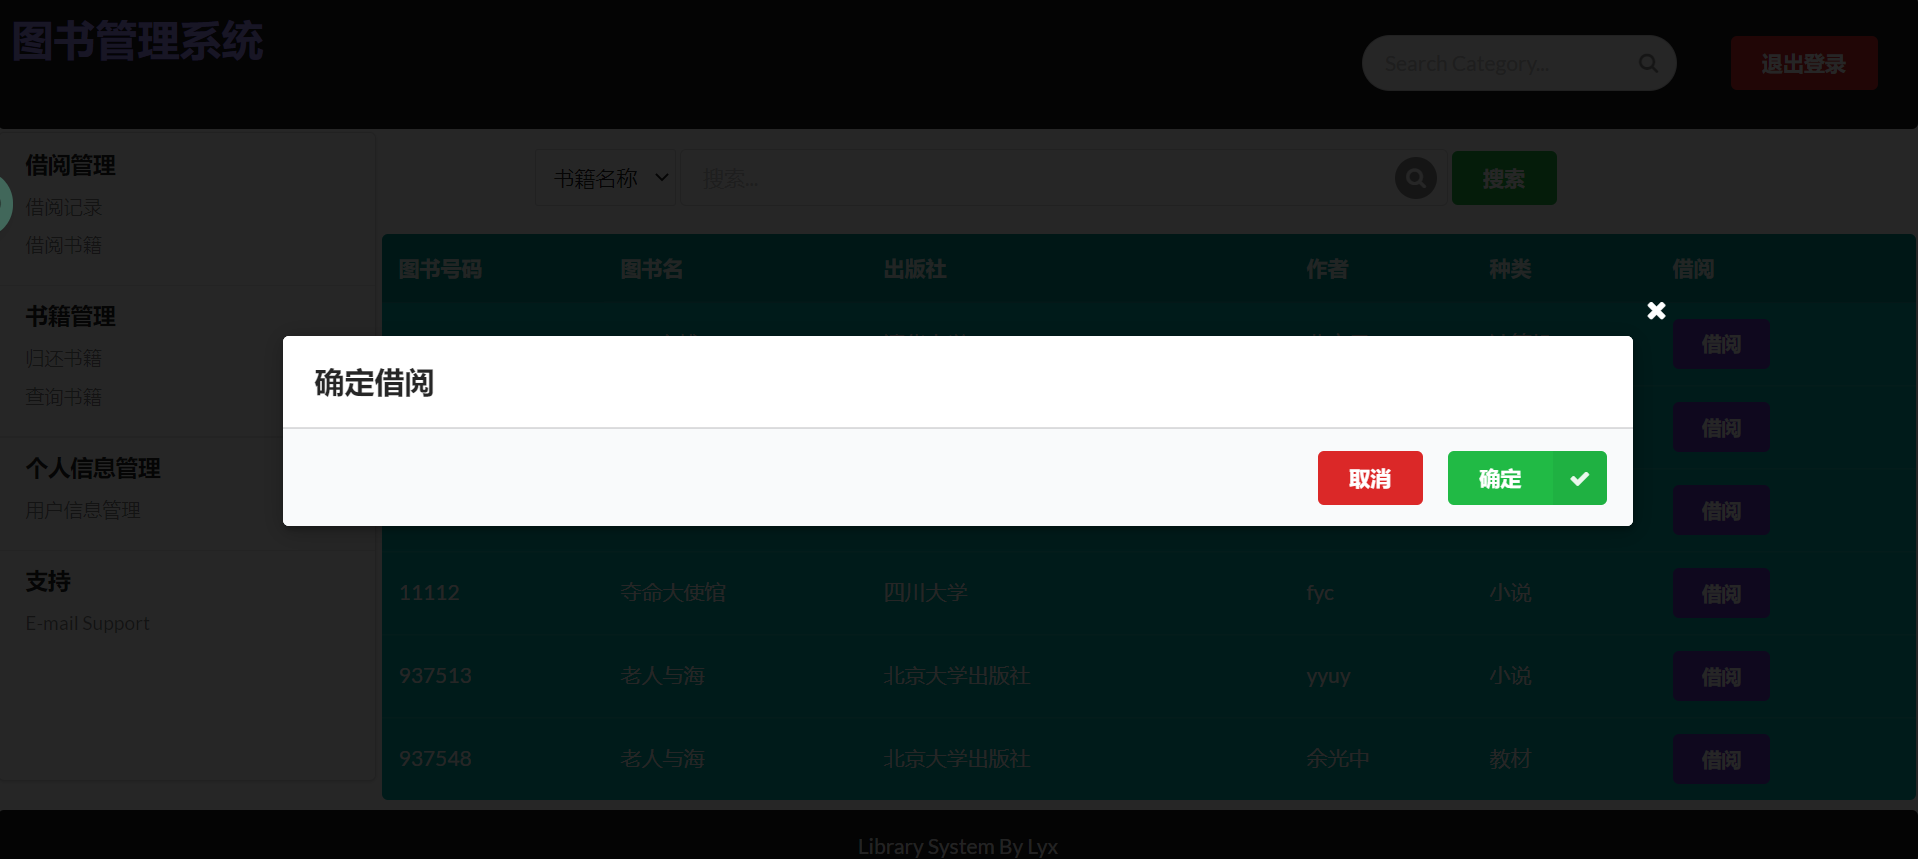 图书管理系统
Search Category...
退出登录
借阅管理
借阅记录
借阅书籍
书籍管理
归还书籍
查询书籍
个人信息管理
用户信息管理
支持
E-mail Support
书籍名称
搜索...
搜索
图书号码 图书名 出版社 作者 种类 借阅
借阅
借阅
借阅
确定借阅
取消
确定
11112 夺命大使馆 四川大学 fyc 小说 借阅
937513 老人与海 北京大学出版社 yyuy 小说 借阅
937548 老人与海 北京大学出版社 余光中 教材 借阅
Library System By Lyx